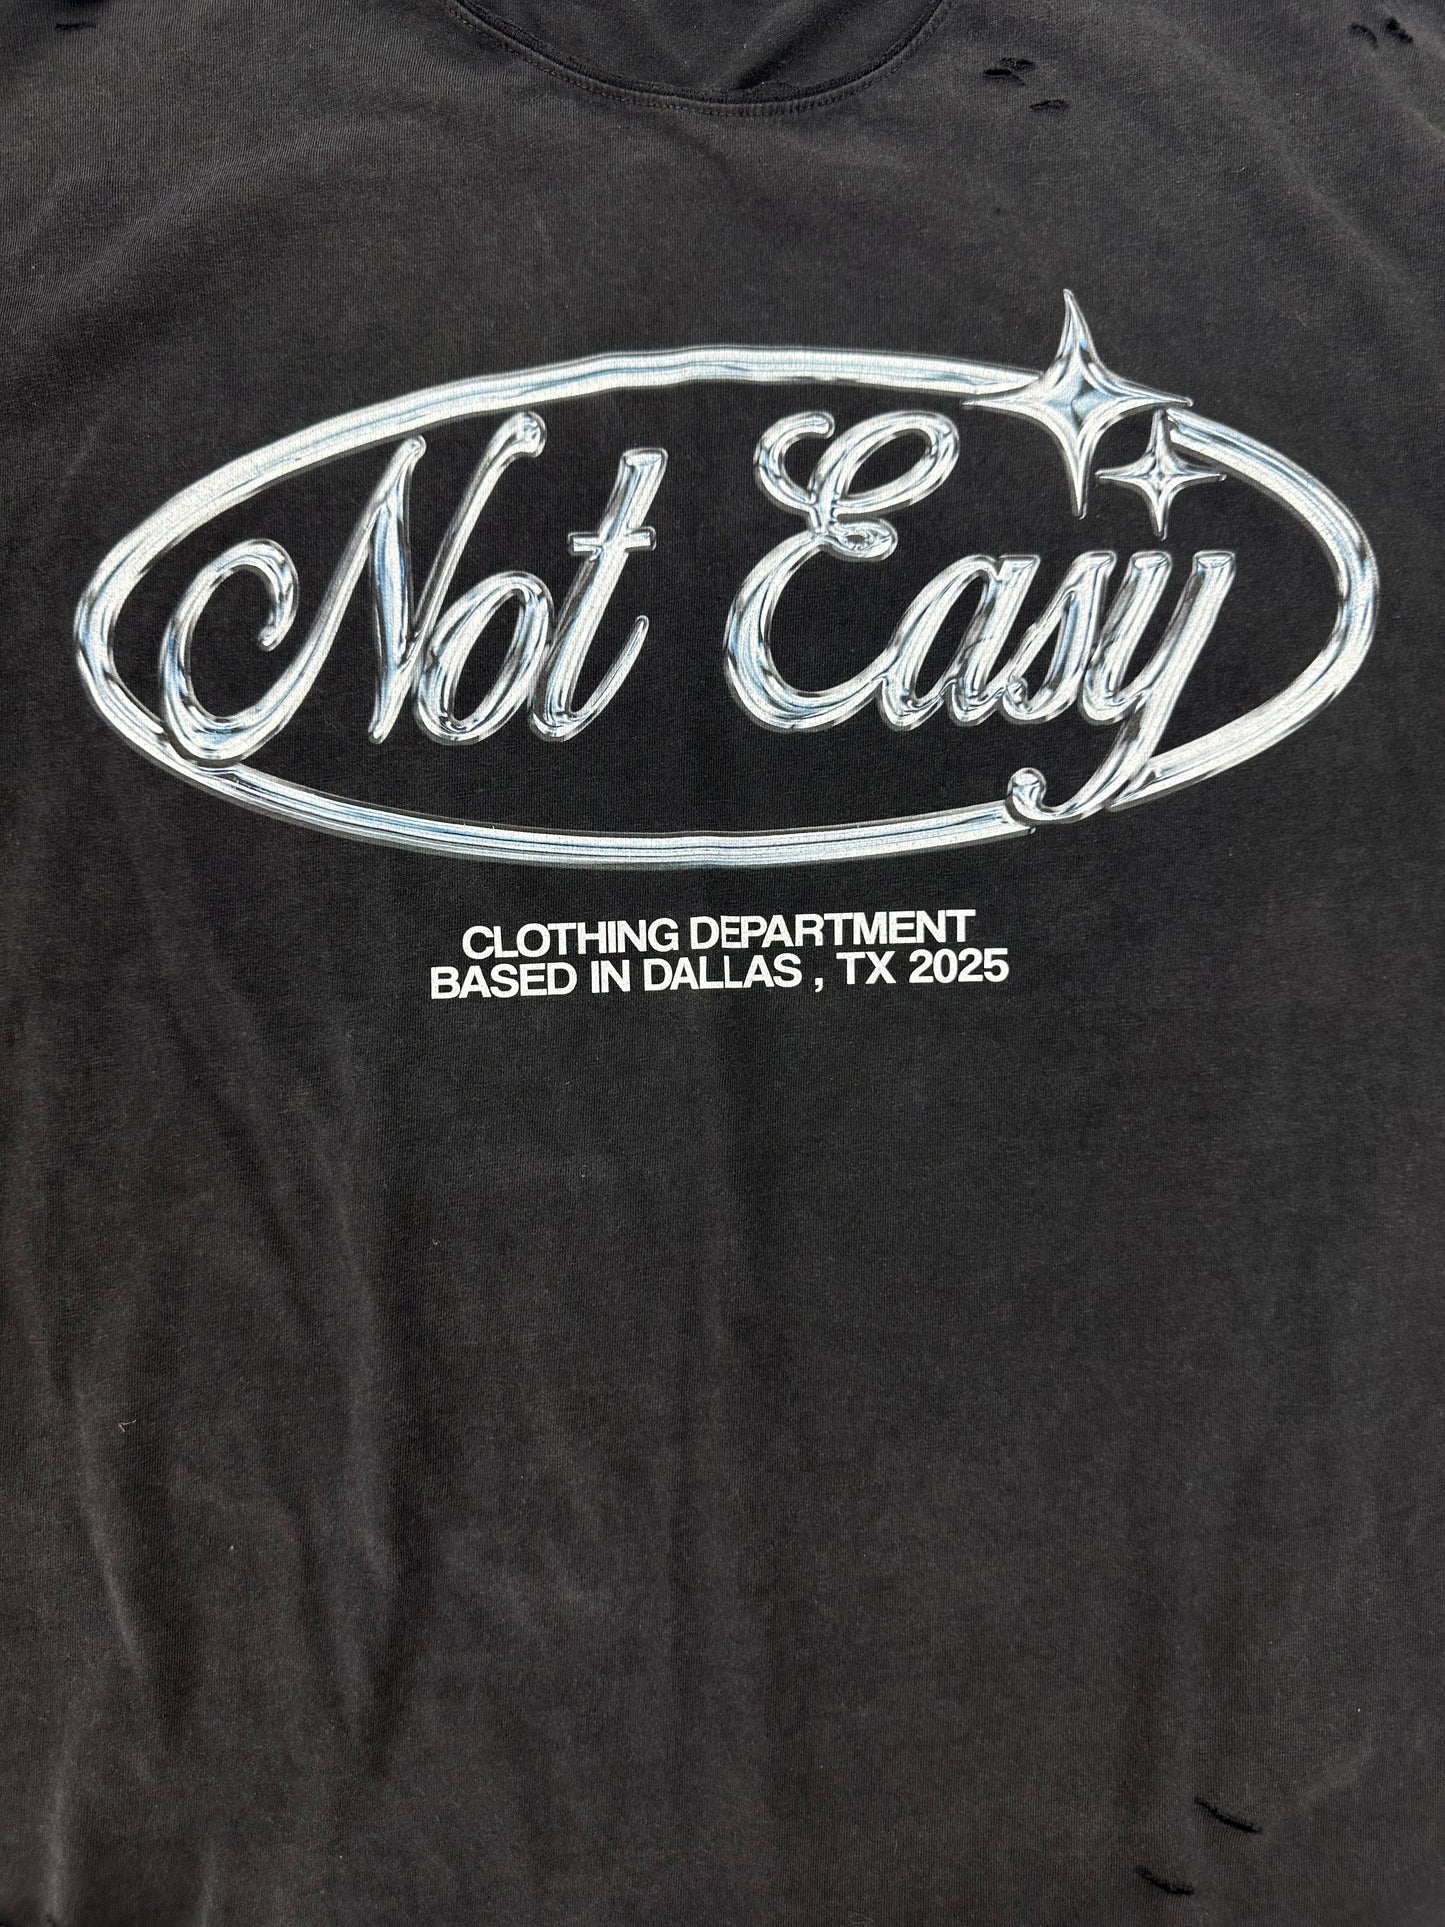 Not Easy
CLOTHING DEPARTMENT
BASED IN DALLAS , TX 2025